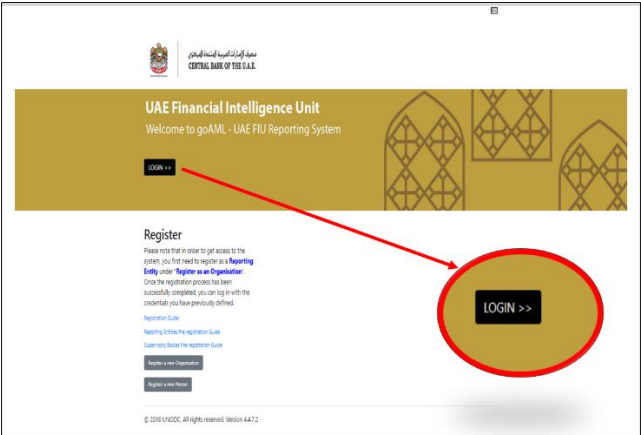 مصرف الإمارات العربية المتحدة المركزي
CENTRAL BANK OF THE U.A.E.
UAE Financial Intelligence Unit
Welcome to goAML - UAE FIU Reporting System
LOGIN >>
Register
Please note that in order to get access to the
system, you first need to register as a Reporting
Entity under "Register as an Organisation".
Once the registration process has been
successfully completed, you can log in with the
credentials you have previously defined.
Registration Guide
Reporting Entities Pre-registration Guide
Supervisory Bodies Pre-registration Guide
Register a new Organisation
Register a new Person
LOGIN >>
© 2018 UNODC, All rights reserved. Version 4.4.7.2